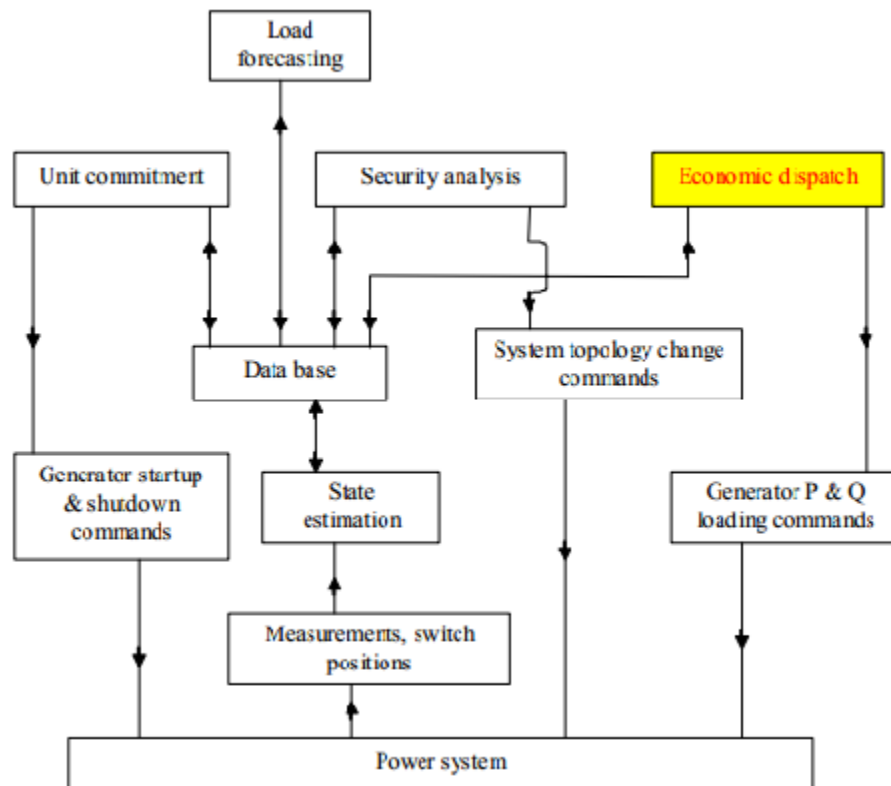 Load
forecasting
Unit commitment
Security analysis
Economic dispatch
Data base
System topology change
commands
Generator startup
& shutdown
commands
State
estimation
Generator P & Q
loading commands
Measurements, switch
positions
Power system